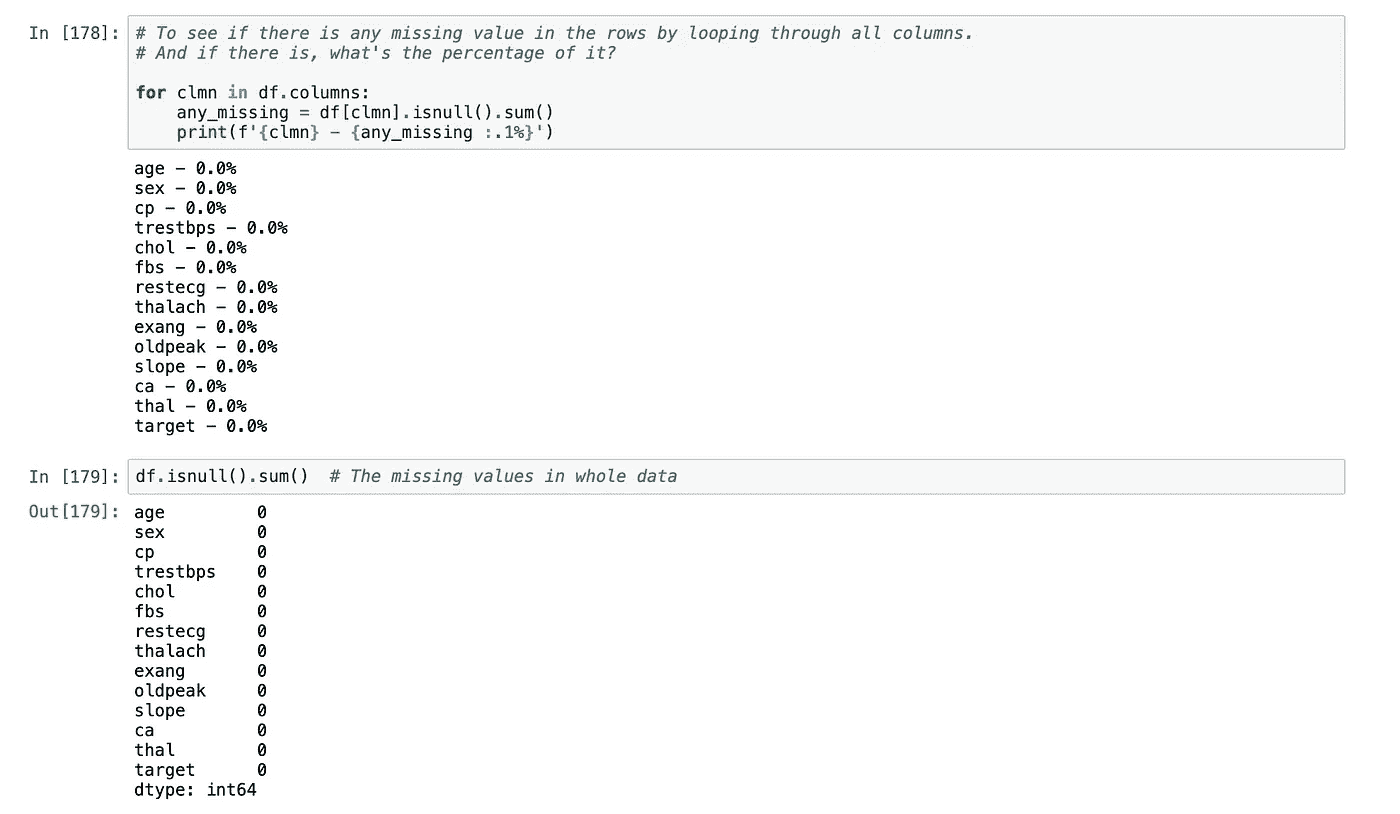 In [178]: # To see if there is any missing value in the rows by looping through all columns.
# And if there is, what's the percentage of it?
for clmn in df.columns:
    any_missing = df[clmn].isnull().sum()
    print(f'{clmn} - {any_missing :.1%}')
age - 0.0%
sex - 0.0%
cp - 0.0%
trestbps - 0.0%
chol - 0.0%
fbs - 0.0%
restecg - 0.0%
thalach - 0.0%
exang - 0.0%
oldpeak - 0.0%
slope - 0.0%
ca - 0.0%
thal - 0.0%
target - 0.0%
In [179]: df.isnull().sum()  # The missing values in whole data
Out[179]: age         0
sex         0
cp          0
trestbps    0
chol        0
fbs         0
restecg     0
thalach     0
exang       0
oldpeak     0
slope       0
ca          0
thal        0
target      0
dtype: int64